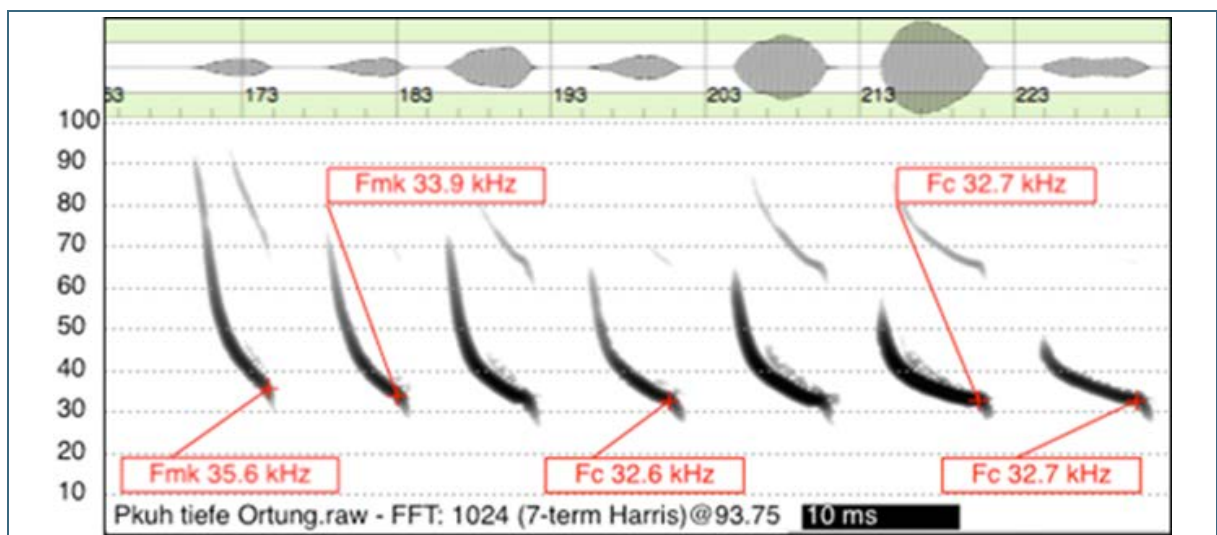 63 173 183 193 203 213 223
100
90
80
70
60
50
40
30
20
10
Fmk 33.9 kHz
Fc 32.7 kHz
Fmk 35.6 kHz
Fc 32.6 kHz
Fc 32.7 kHz
Pkuh tiefe Ortung.raw - FFT: 1024 (7-term Harris)@93.75 10 ms